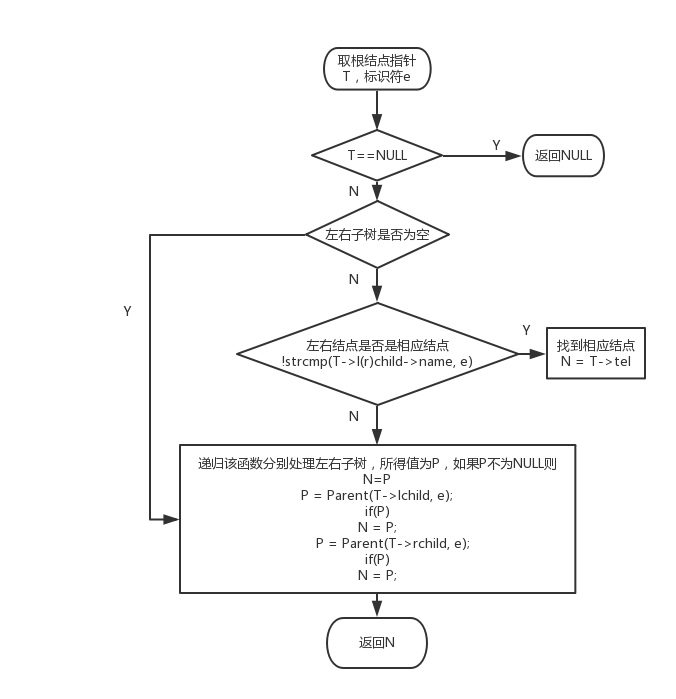 取根结点指针
T，标识符e
T==NULL
Y
返回NULL
N
左右子树是否为空
N
Y
左右结点是否是相应结点
!strcmp(T->l(r)child->name, e)
Y
找到相应结点
N = T->tel
N
递归该函数分别处理左右子树，所得值为P，如果P不为NULL则
N=P
P = Parent(T->lchild, e);
if(P)
N = P;
P = Parent(T->rchild, e);
if(P)
N = P;
返回N